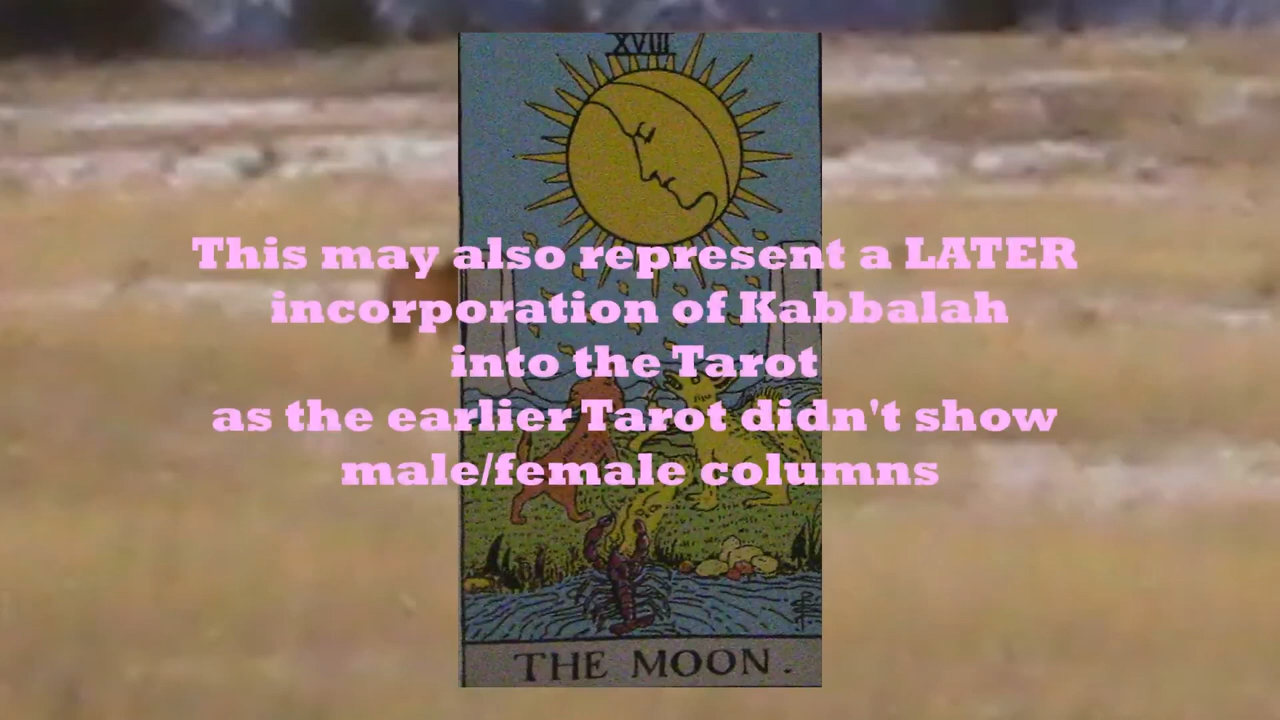 XVIII
This may also represent a LATER
incorporation of Kabbalah
into the Tarot
as the earlier Tarot didn't show
male/female columns
THE MOON.